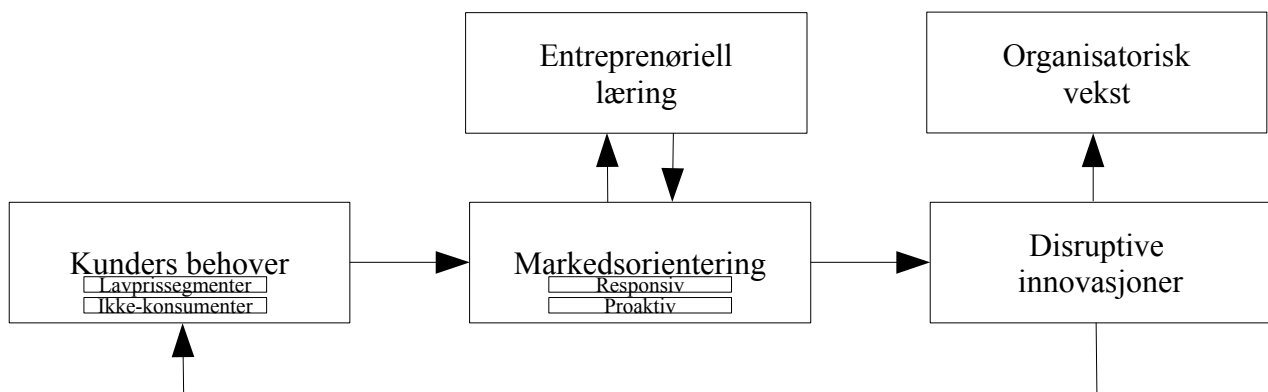 Entreprenøriell
læring
Organisatorisk
vekst
Kunders behover
Lavprissegmenter
Ikke-konsumenter
Markedsorientering
Responsiv
Proaktiv
Disruptive
innovasjoner